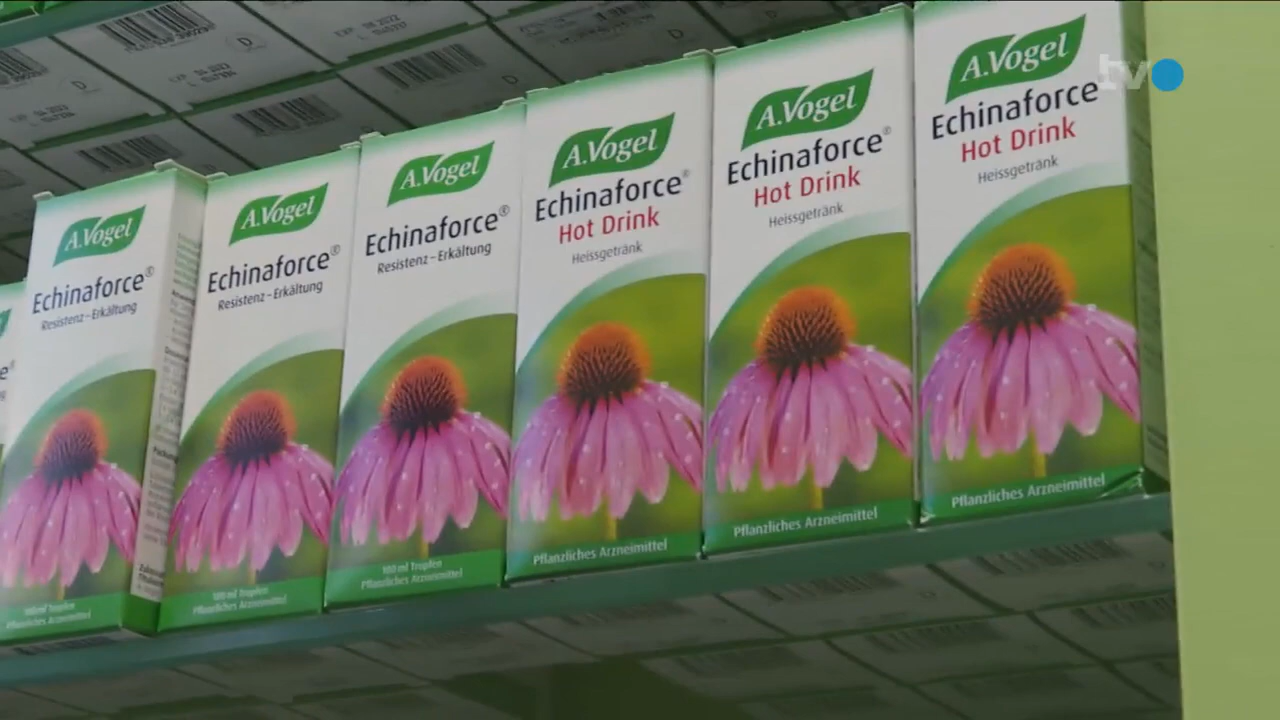 tvo
A.Vogel
Echinaforce®
Resistenz – Erkältung
100 ml Tropfen
Pflanzliches Arzneimittel
A.Vogel
Echinaforce®
Resistenz – Erkältung
100 ml Tropfen
Pflanzliches Arzneimittel
A.Vogel
Echinaforce®
Resistenz – Erkältung
100 ml Tropfen
Pflanzliches Arzneimittel
A.Vogel
Echinaforce®
Hot Drink
Heissgetränk
Pflanzliches Arzneimittel
A.Vogel
Echinaforce®
Hot Drink
Heissgetränk
Pflanzliches Arzneimittel
A.Vogel
Echinaforce
Hot Drink
Heissgetränk
Pflanzliches Arzneimittel